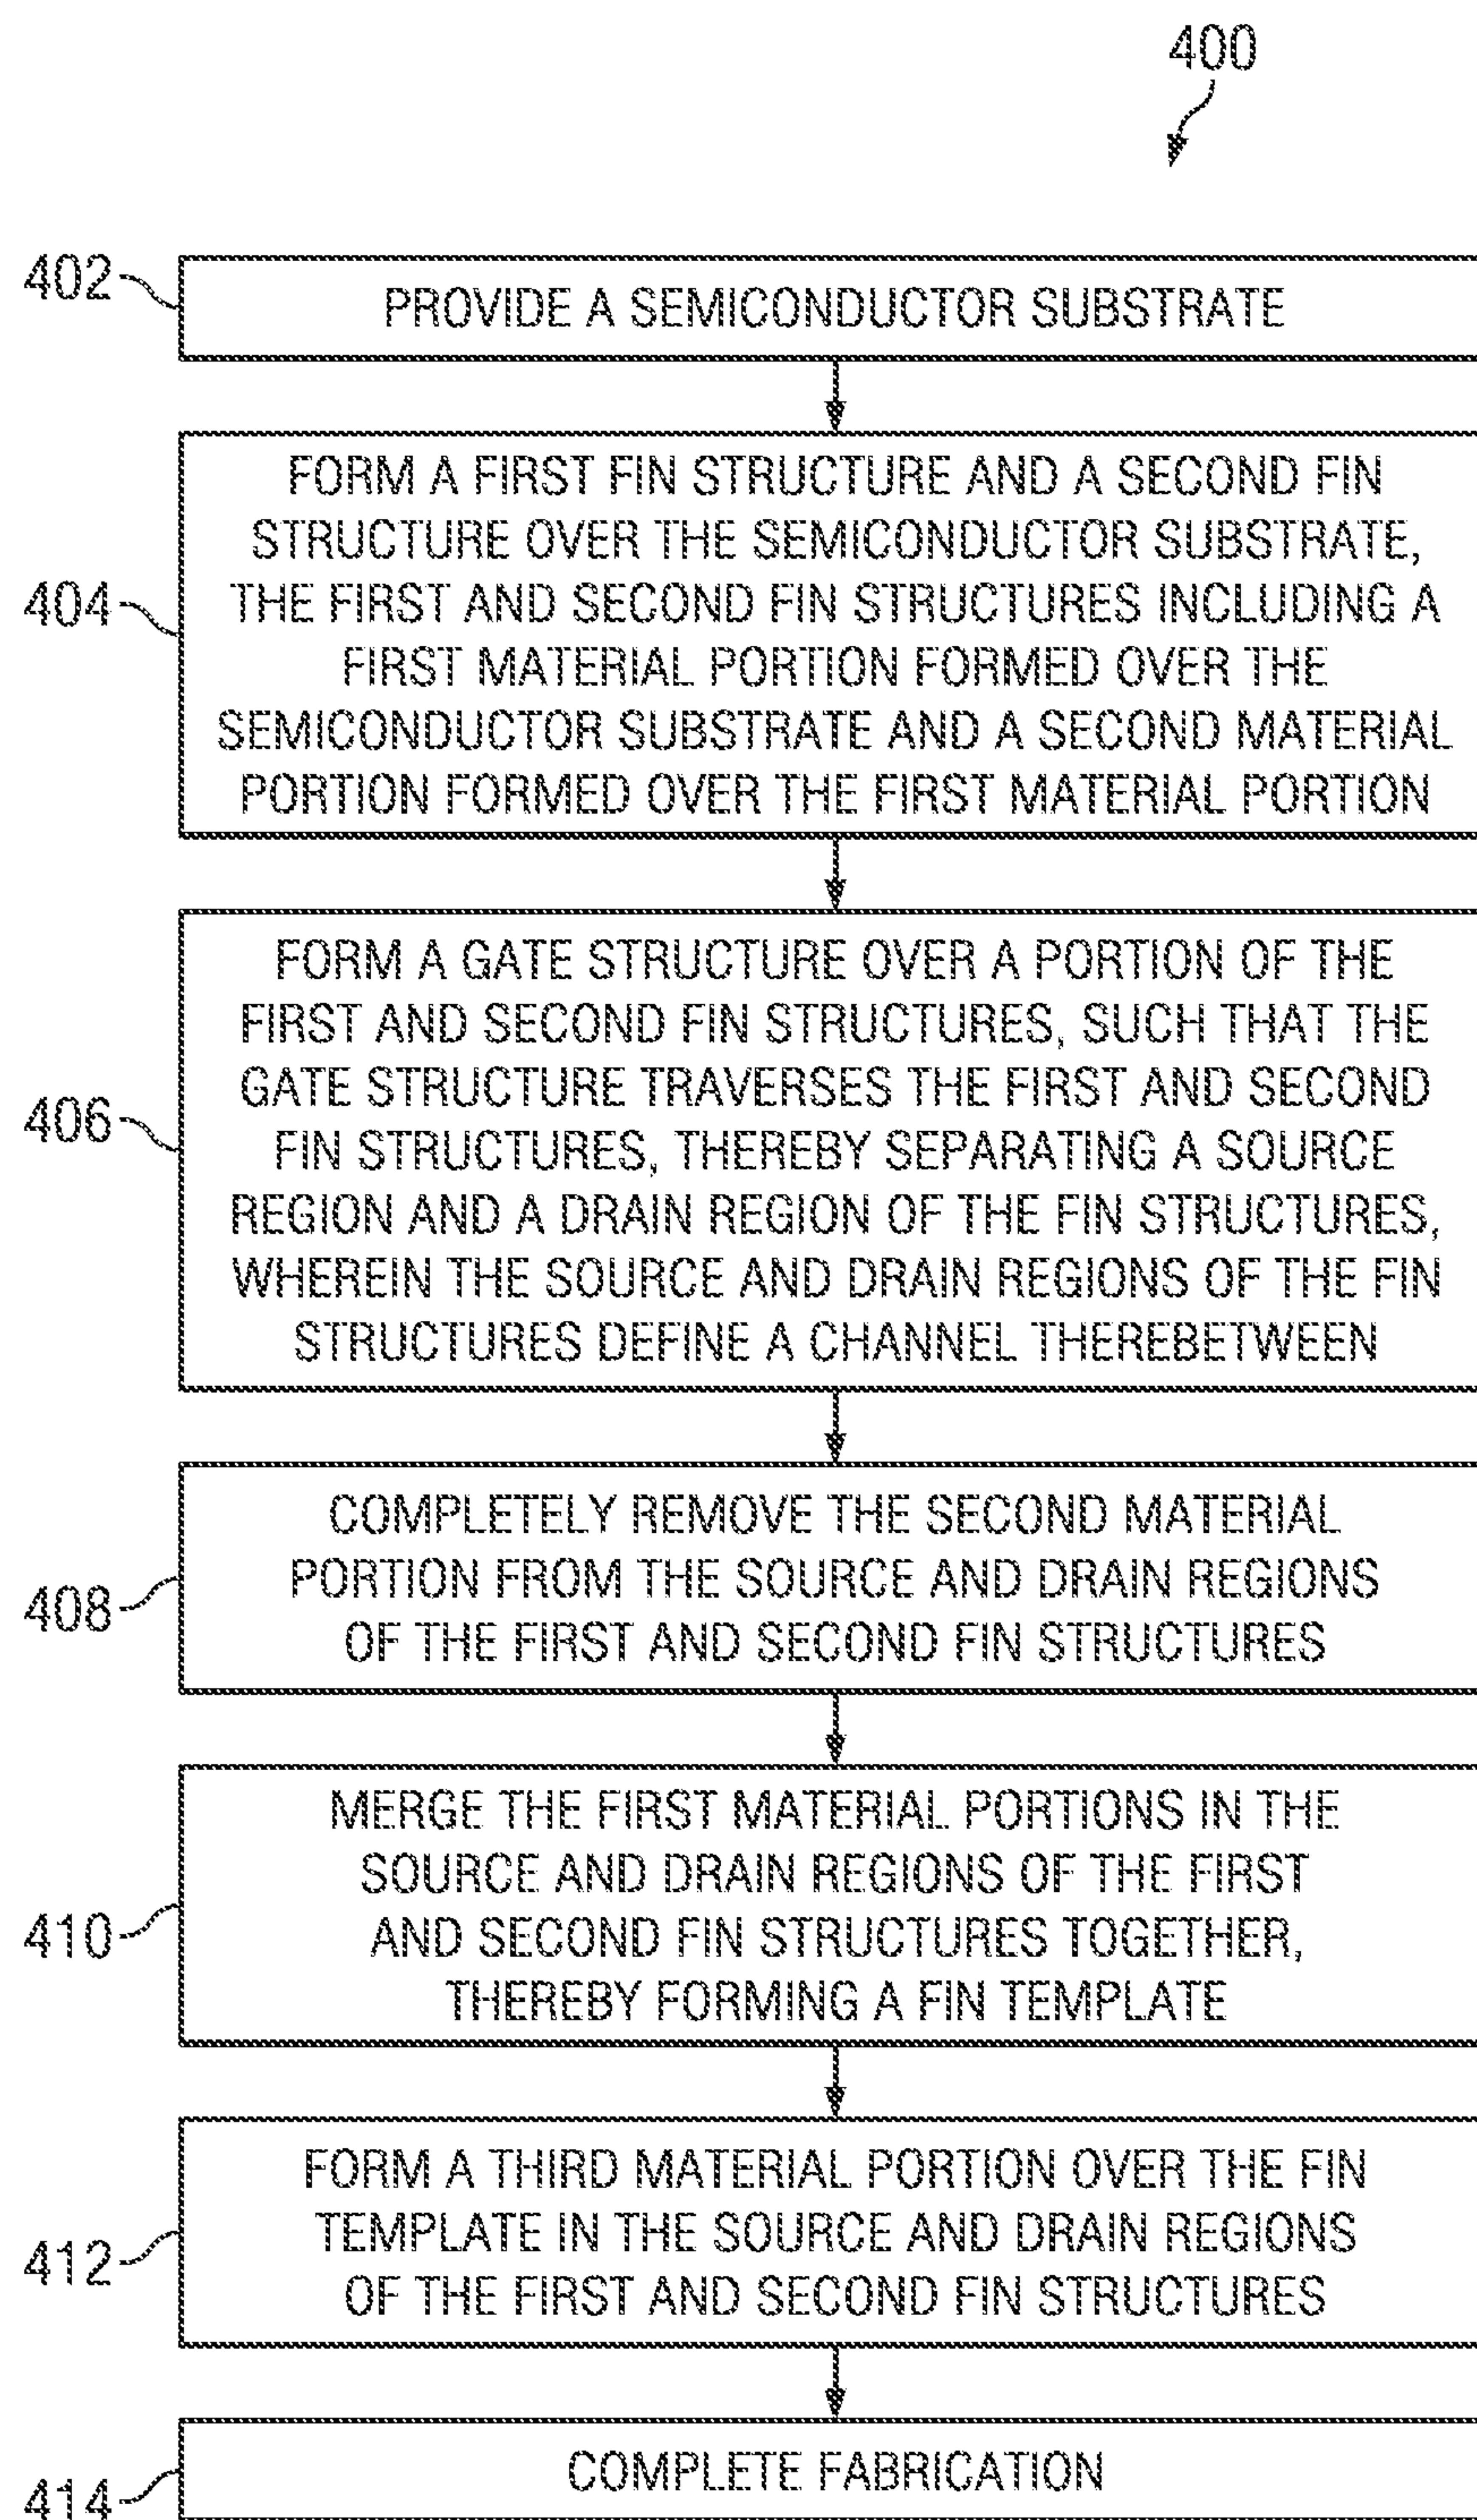 400
402
PROVIDE A SEMICONDUCTOR SUBSTRATE
404
FORM A FIRST FIN STRUCTURE AND A SECOND FIN
STRUCTURE OVER THE SEMICONDUCTOR SUBSTRATE,
THE FIRST AND SECOND FIN STRUCTURES INCLUDING A
FIRST MATERIAL PORTION FORMED OVER THE
SEMICONDUCTOR SUBSTRATE AND A SECOND MATERIAL
PORTION FORMED OVER THE FIRST MATERIAL PORTION
406
FORM A GATE STRUCTURE OVER A PORTION OF THE
FIRST AND SECOND FIN STRUCTURES, SUCH THAT THE
GATE STRUCTURE TRAVERSES THE FIRST AND SECOND
FIN STRUCTURES, THEREBY SEPARATING A SOURCE
REGION AND A DRAIN REGION OF THE FIN STRUCTURES,
WHEREIN THE SOURCE AND DRAIN REGIONS OF THE FIN
STRUCTURES DEFINE A CHANNEL THEREBETWEEN
408
COMPLETELY REMOVE THE SECOND MATERIAL
PORTION FROM THE SOURCE AND DRAIN REGIONS
OF THE FIRST AND SECOND FIN STRUCTURES
410
MERGE THE FIRST MATERIAL PORTIONS IN THE
SOURCE AND DRAIN REGIONS OF THE FIRST
AND SECOND FIN STRUCTURES TOGETHER,
THEREBY FORMING A FIN TEMPLATE
412
FORM A THIRD MATERIAL PORTION OVER THE FIN
TEMPLATE IN THE SOURCE AND DRAIN REGIONS
OF THE FIRST AND SECOND FIN STRUCTURES
414
COMPLETE FABRICATION